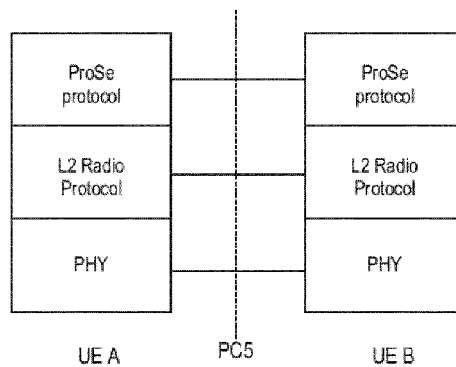 ProSe
protocol
ProSe
protocol
L2 Radio
Protocol
L2 Radio
Protocol
PHY
PHY
UE A
PC5
UE B